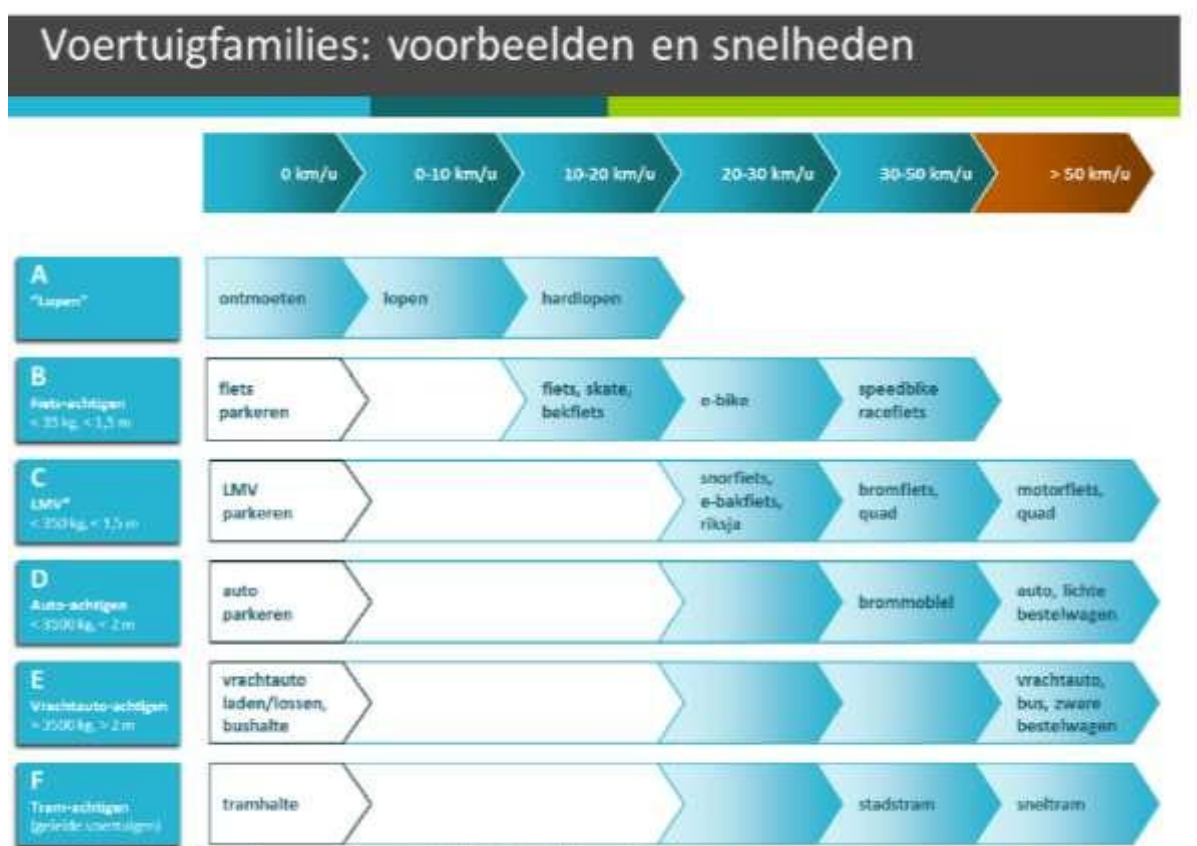 Voertuigfamilies: voorbeelden en snelheden
0 km/u
0-10 km/u
10-20 km/u
20-30 km/u
30-50 km/u
> 50 km/u
A
"Lopen"
ontmoeten
lopen
hardlopen
B
Fiets-achtigen
< 35 kg, < 1,5 m
fiets
parkeren
fiets, skate,
bakfiets
e-bike
speedbike
racefiets
C
LMV*
< 350 kg, < 1,5 m
LMV
parkeren
snorfiets,
e-bakfiets,
riksja
bromfiets,
quad
motorfiets,
quad
D
Auto-achtigen
< 3500 kg, < 2 m
auto
parkeren
brommobiel
auto, lichte
bestelwagen
E
Vrachtauto-achtigen
> 3500 kg, > 2 m
vrachtauto
laden/lossen,
bushalte
vrachtauto,
bus, zware
bestelwagen
F
Tram-achtigen
(geleide voertuigen)
tramhalte
stadstram
sneltram